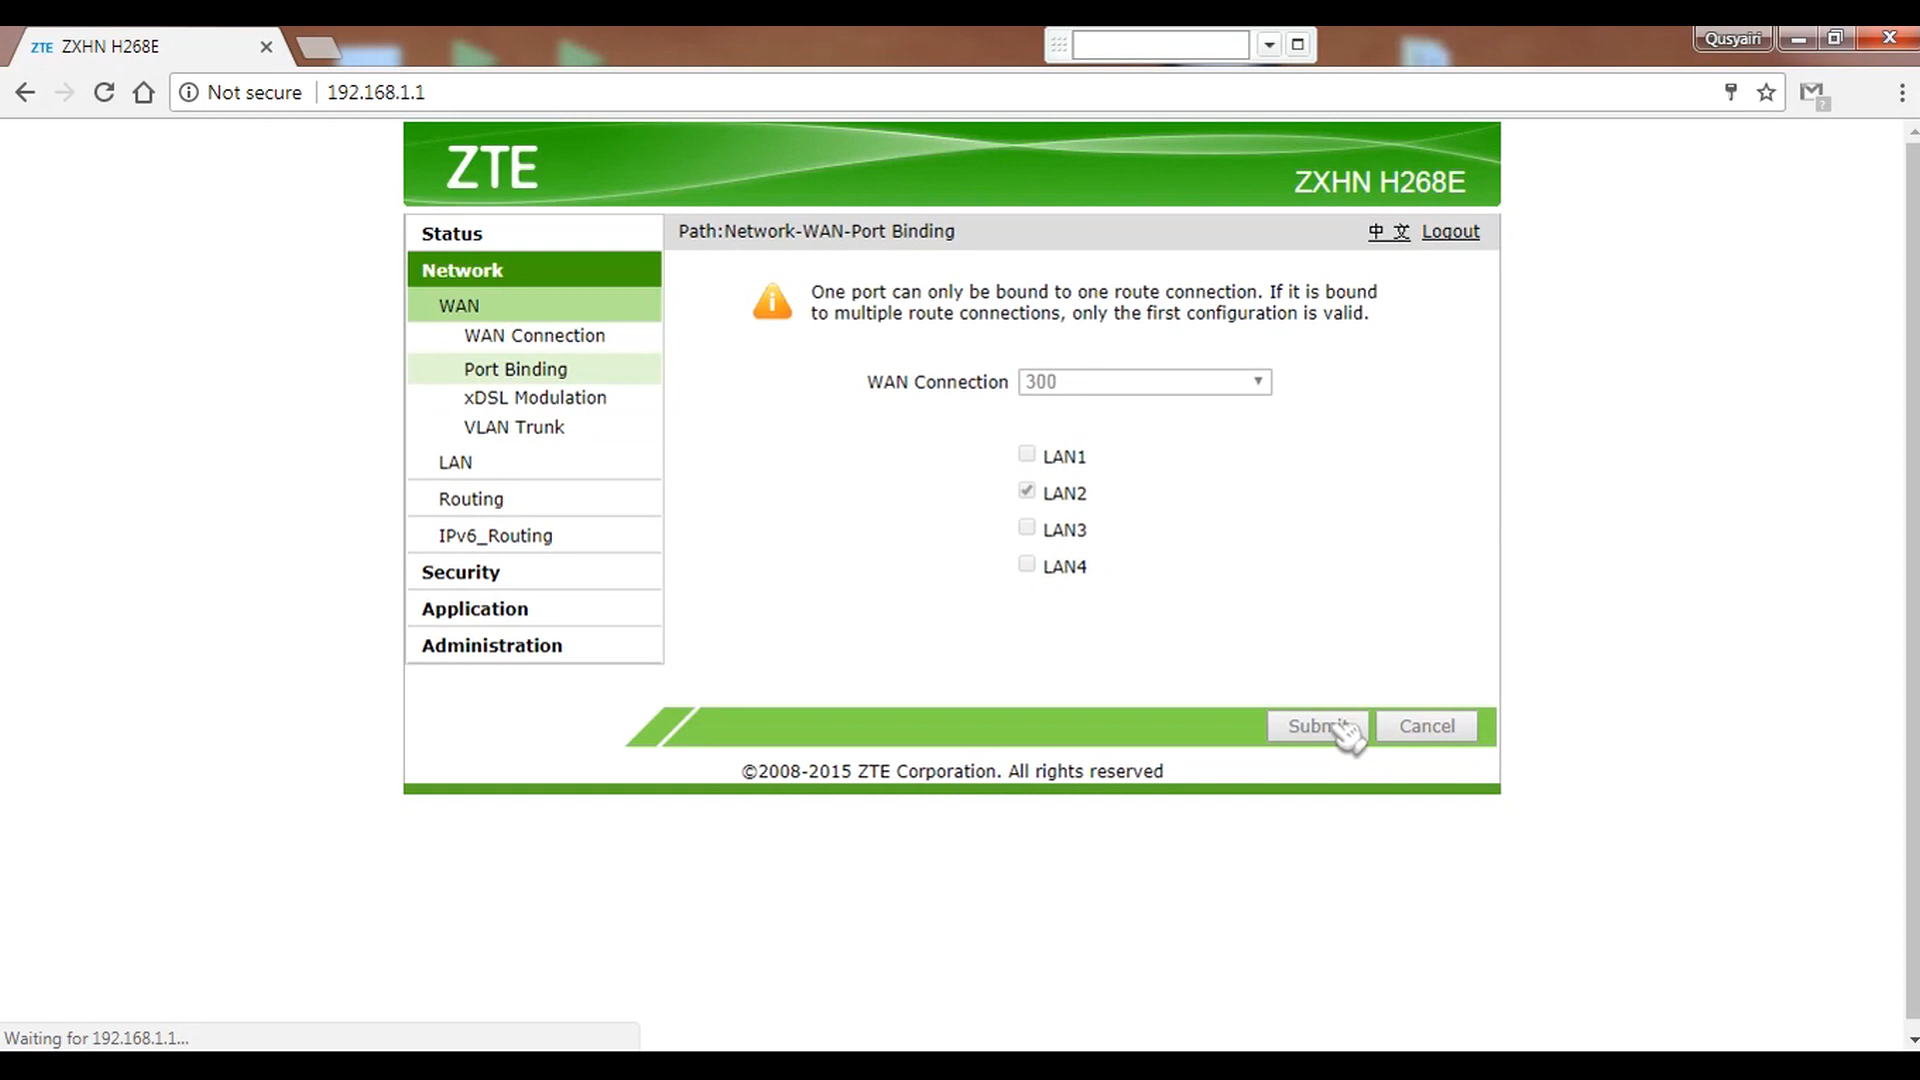 ZTE ZXHN H268E
Qusyairi
Not secure 192.168.1.1
ZTE
ZXHN H268E
Status
Network
WAN
WAN Connection
Port Binding
xDSL Modulation
VLAN Trunk
LAN
Routing
IPv6_Routing
Security
Application
Administration
Path:Network-WAN-Port Binding
中 文 Logout
One port can only be bound to one route connection. If it is bound
to multiple route connections, only the first configuration is valid.
WAN Connection 300
LAN1
LAN2
LAN3
LAN4
Submit Cancel
©2008-2015 ZTE Corporation. All rights reserved
Waiting for 192.168.1.1...